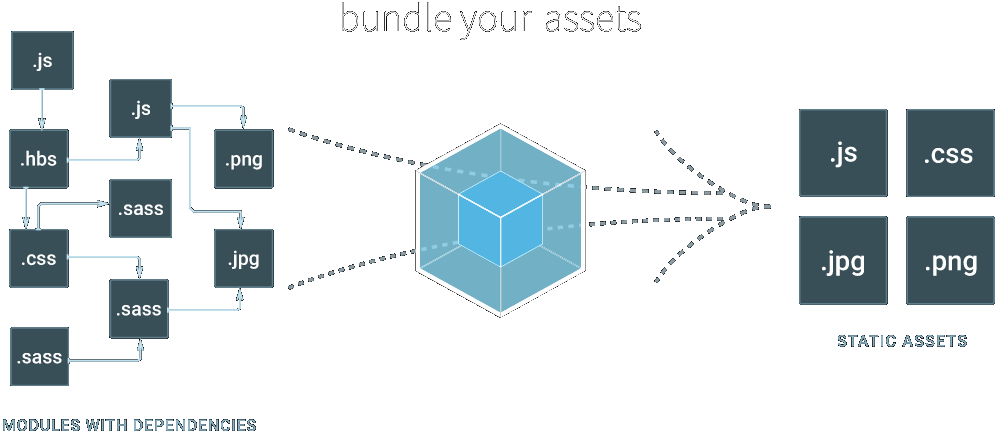 bundle your assets
.js
.js
.hbs
.png
.sass
.css
.jpg
.sass
.sass
MODULES WITH DEPENDENCIES
.js
.css
.jpg
.png
STATIC ASSETS